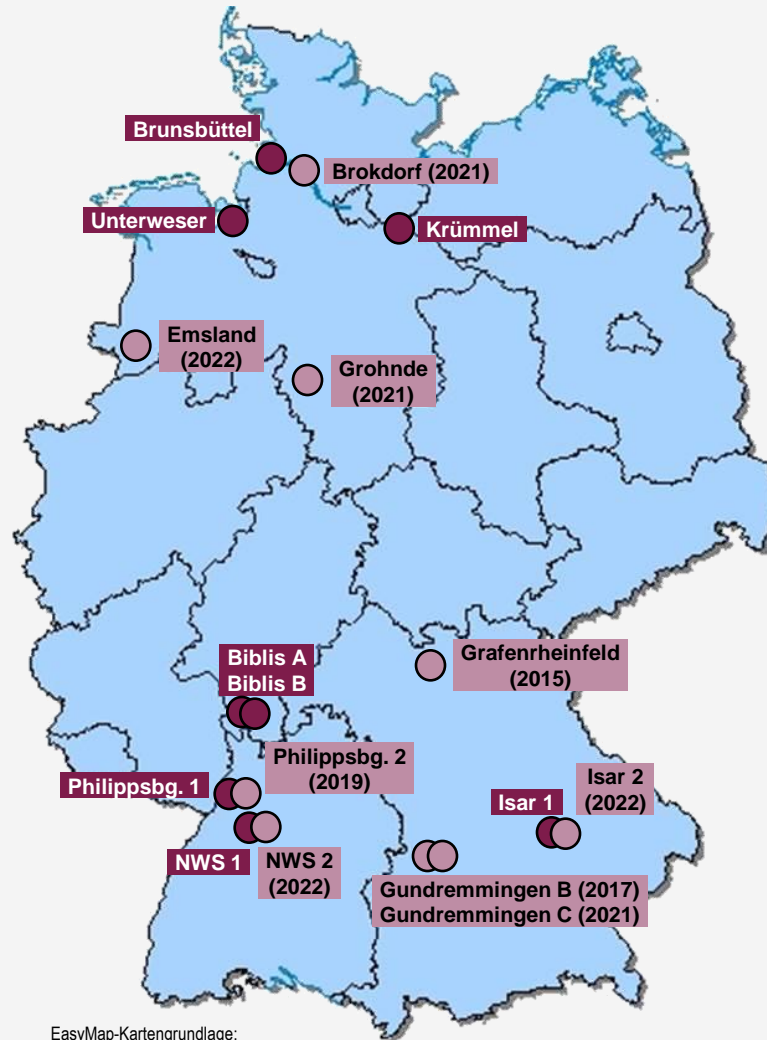 Brunsbüttel
Brokdorf (2021)
Unterweser
Krümmel
Emsland
(2022)
Grohnde
(2021)
Biblis A
Biblis B
Grafenrheinfeld
(2015)
Philippsbg. 2
(2019)
Philippsbg. 1
Isar 1
Isar 2
(2022)
NWS 1
NWS 2
(2022)
Gundremmingen B (2017)
Gundremmingen C (2021)
EasyMap-Kartengrundlage: